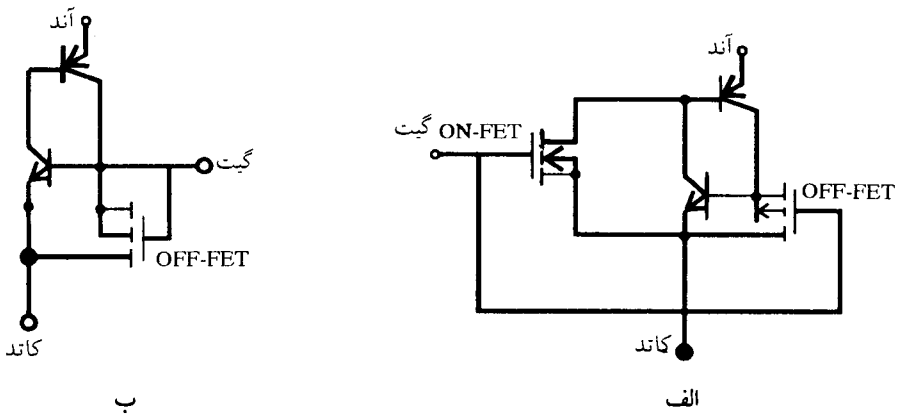 آند
گیت
OFF-FET
کاتد
ب
آند
گیت ON-FET
OFF-FET
کاتد
الف